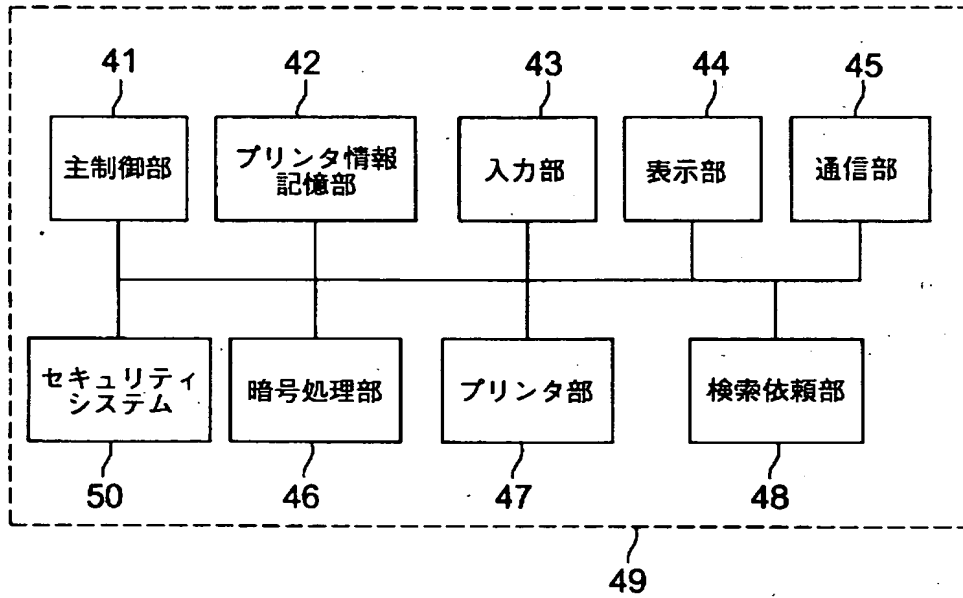 41
42
43
44
45
主制御部
プリンタ情報
記憶部
入力部
表示部
通信部
セキュリティ
システム
暗号処理部
プリンタ部
検索依頼部
50
46
47
48
49